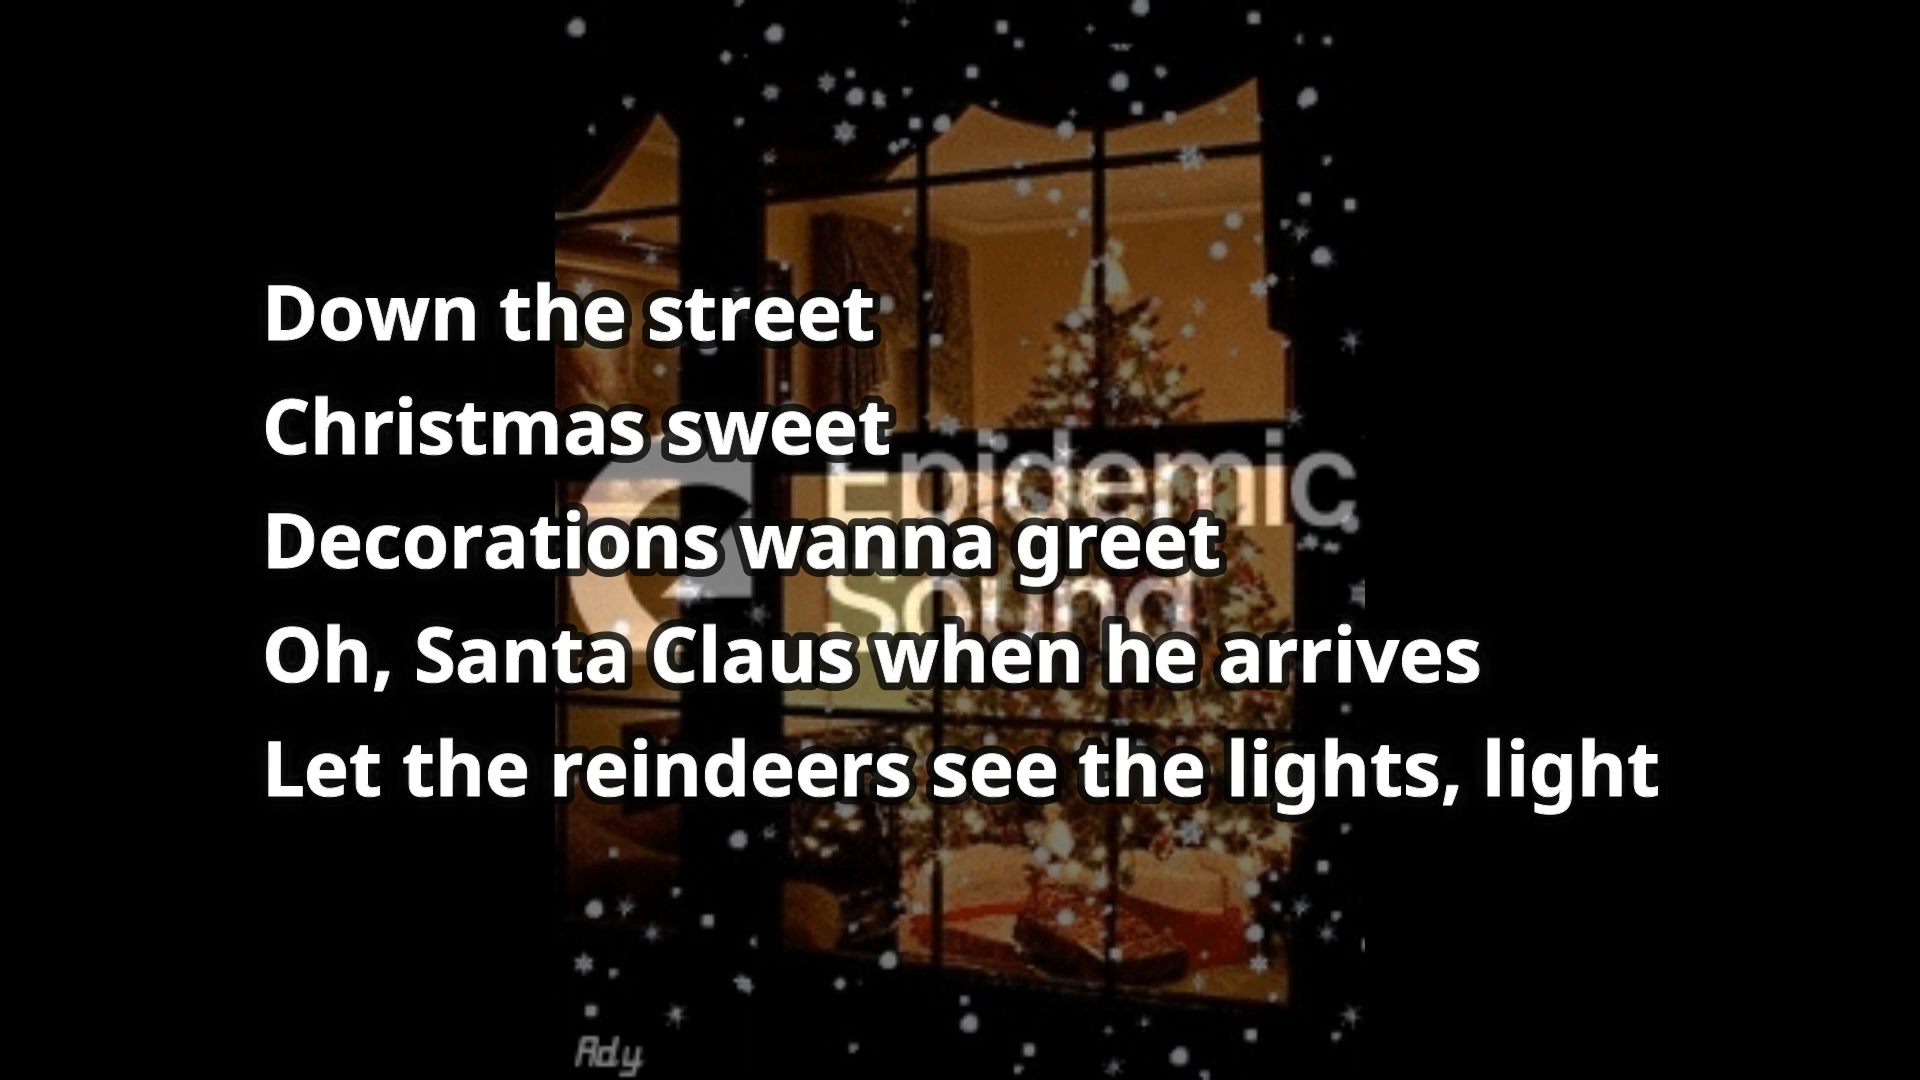 Down the street
Christmas sweet
Epidemic
Decorations wanna greet
Sound
Oh, Santa Claus when he arrives
Let the reindeers see the lights, light
Ady